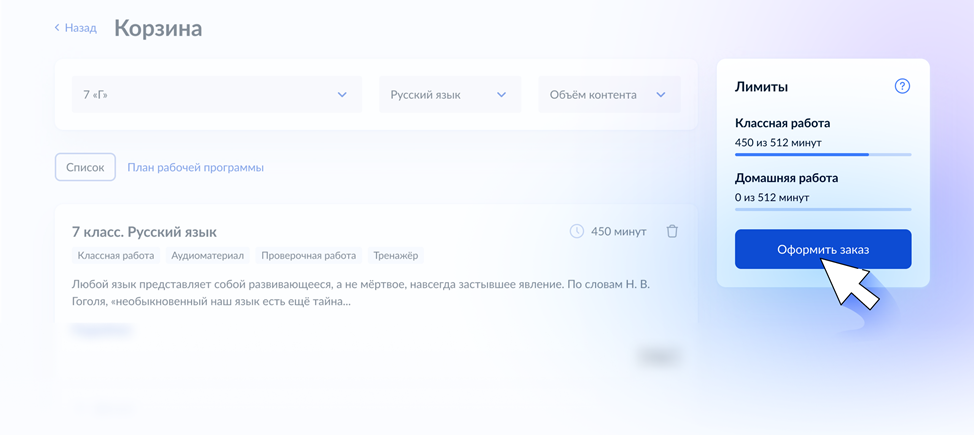 Назад
Корзина
7 «Г»
Русский язык
Объём контента
Список
План рабочей программы
7 класс. Русский язык
450 минут
Классная работа
Аудиоматериал
Проверочная работа
Тренажёр
Любой язык представляет собой развивающееся, а не мёртвое, навсегда застывшее явление. По словам Н. В.
Гоголя, «необыкновенный наш язык есть ещё тайна...
Лимиты
?
Классная работа
450 из 512 минут
Домашняя работа
0 из 512 минут
Оформить заказ